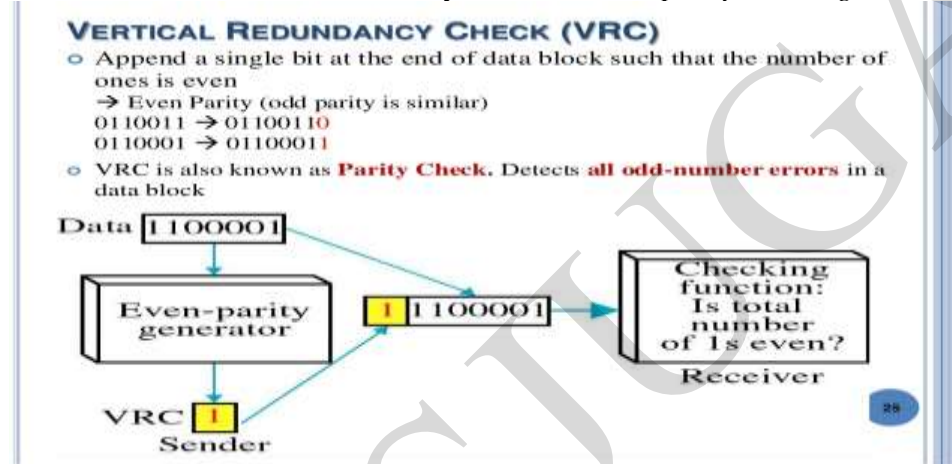 VERTICAL REDUNDANCY CHECK (VRC)
Append a single bit at the end of data block such that the number of
ones is even
→ Even Parity (odd parity is similar)
0110011 → 01100110
0110001 → 01100011
VRC is also known as Parity Check. Detects all odd-number errors in a
data block
Data 1100001
Even-parity
generator
VRC 1
Sender
1 1100001
Checking
function:
Is total
number
of 1s even?
Receiver